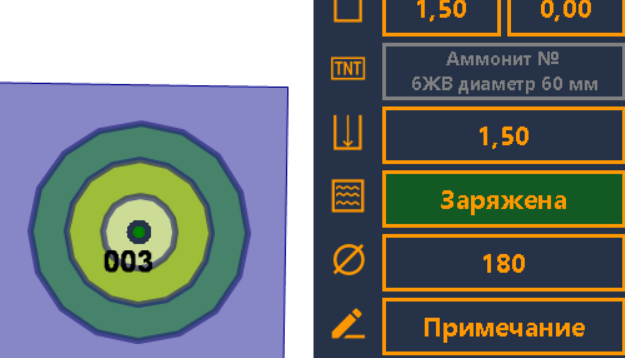 1,50 0,00
TNT
Аммонит №
6ЖВ диаметр 60 мм
1,50
Заряжена
003
180
Примечание